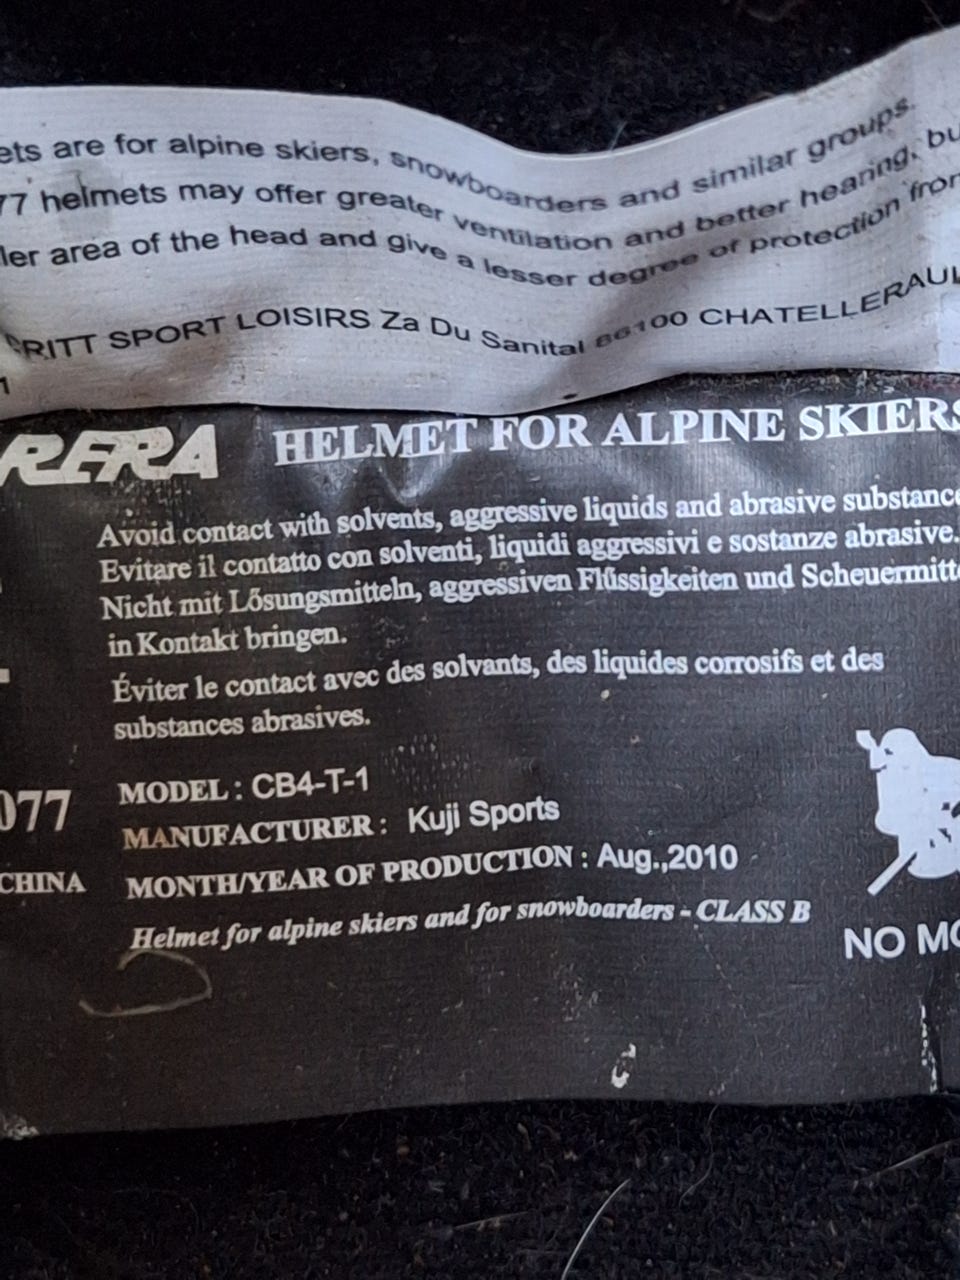 ets are for alpine skiers, snowboarders and similar groups.
77 helmets may offer greater ventilation and better hearing, bu
ler area of the head and give a lesser degree of protection from
CRITT SPORT LOISIRS Za Du Sanital 86100 CHATELLERAUL
1
RERA HELMET FOR ALPINE SKIERS
Avoid contact with solvents, aggressive liquids and abrasive substance
Evitare il contatto con solventi, liquidi aggressivi e sostanze abrasive.
Nicht mit Lősungsmitteln, aggressiven Flűssigkeiten und Scheuermitte
in Kontakt bringen.
Éviter le contact avec des solvants, des liquides corrosifs et des
substances abrasives.
MODEL : CB4-T-1
077 MANUFACTURER : Kuji Sports
CHINA MONTH/YEAR OF PRODUCTION : Aug.,2010
Helmet for alpine skiers and for snowboarders - CLASS B
NO MO